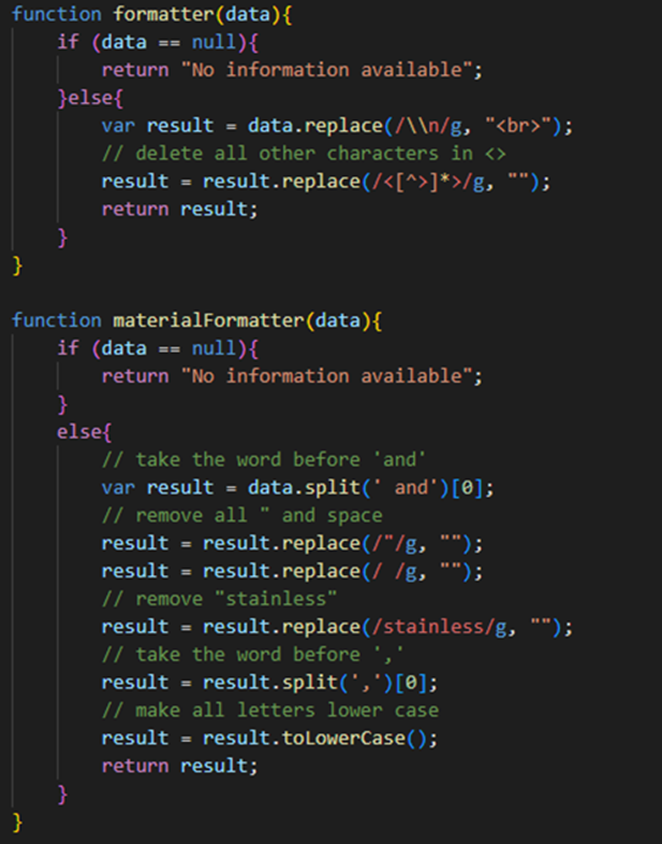 function formatter(data){
    if (data == null){
        return "No information available";
    }else{
        var result = data.replace(/\\n/g, "<br>");
        // delete all other characters in <>
        result = result.replace(/<[^>]*>/g, "");
        return result;
    }
}

function materialFormatter(data){
    if (data == null){
        return "No information available";
    }
    else{
        // take the word before 'and'
        var result = data.split(' and')[0];
        // remove all " and space
        result = result.replace(/"/g, "");
        result = result.replace(/ /g, "");
        // remove "stainless"
        result = result.replace(/stainless/g, "");
        // take the word before ','
        result = result.split(',')[0];
        // make all letters lower case
        result = result.toLowerCase();
        return result;
    }
}